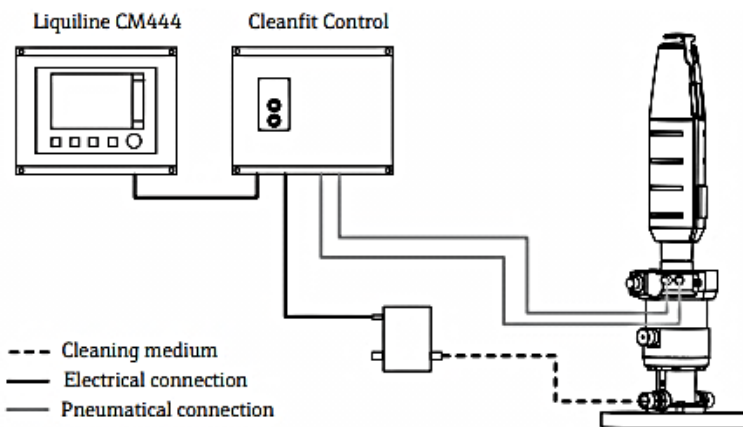 Liquiline CM444
Cleanfit Control
Cleaning medium
Electrical connection
Pneumatical connection